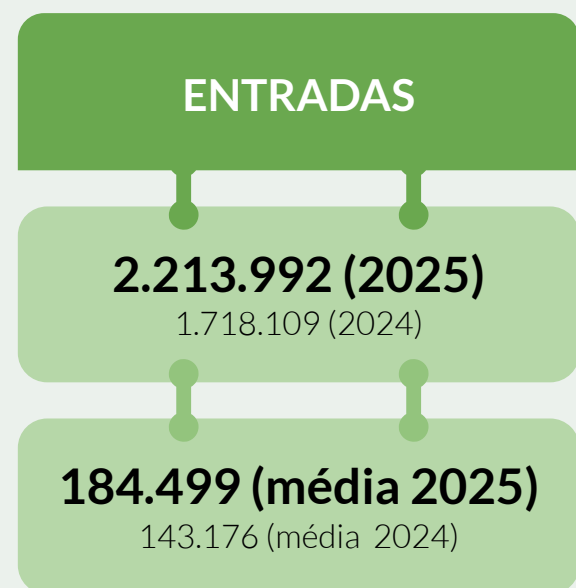 ENTRADAS
2.213.992 (2025)
1.718.109 (2024)
184.499 (média 2025)
143.176 (média 2024)